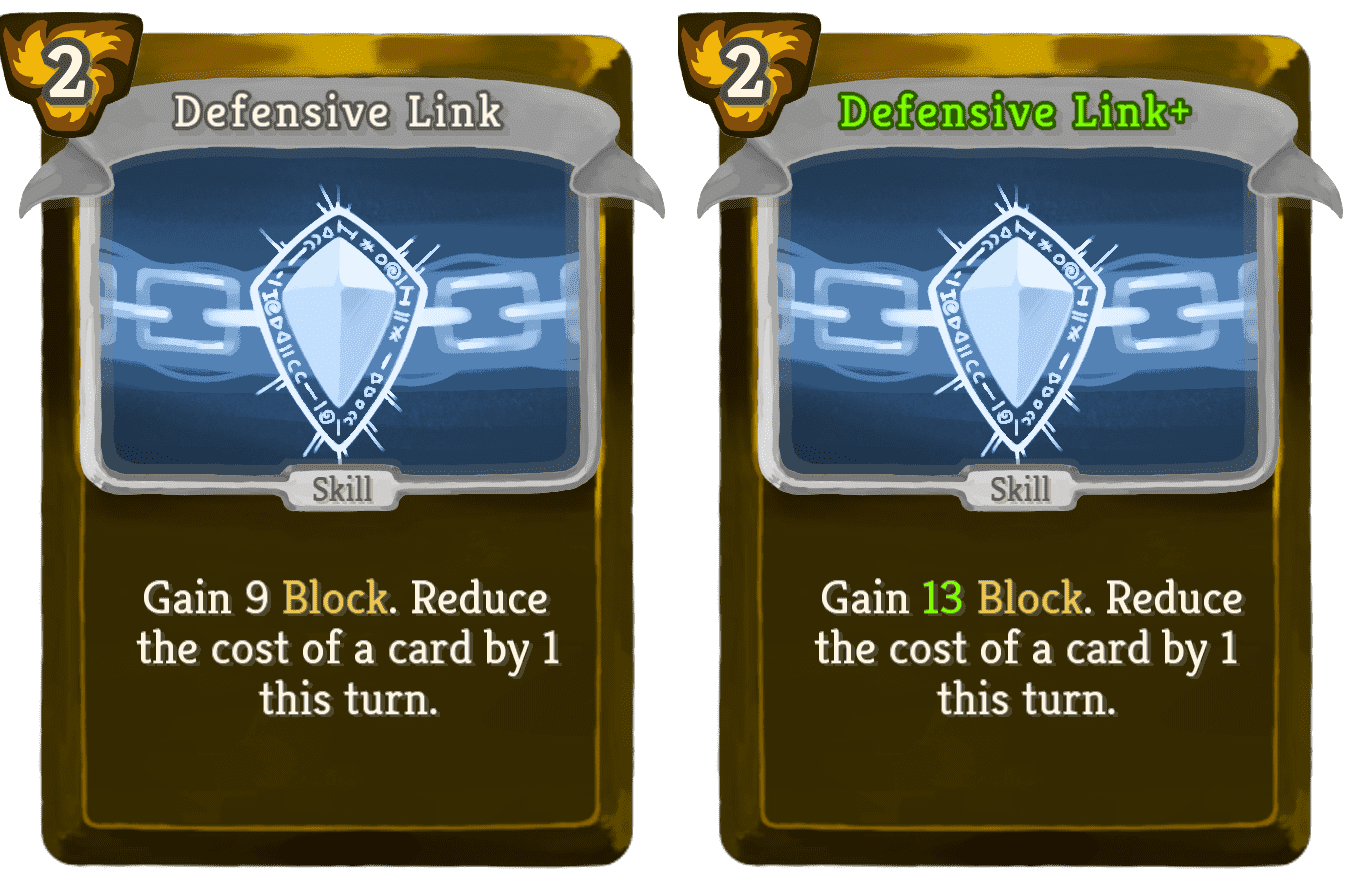 2
Defensive Link
Skill
Gain 9 Block. Reduce
the cost of a card by 1
this turn.
2
Defensive Link+
Skill
Gain 13 Block. Reduce
the cost of a card by 1
this turn.